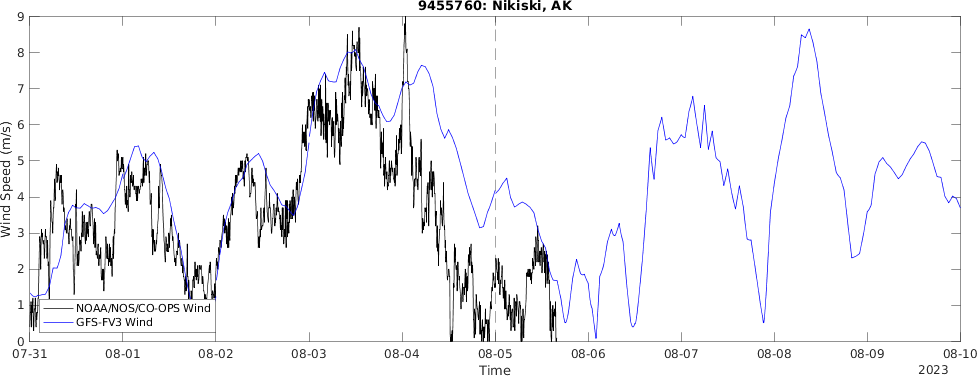 9455760: Nikiski, AK
Wind Speed (m/s)
9
8
7
6
5
4
3
2
1
0
NOAA/NOS/CO-OPS Wind
GFS-FV3 Wind
07-31 08-01 08-02 08-03 08-04 08-05 08-06 08-07 08-08 08-09 08-10
Time
2023